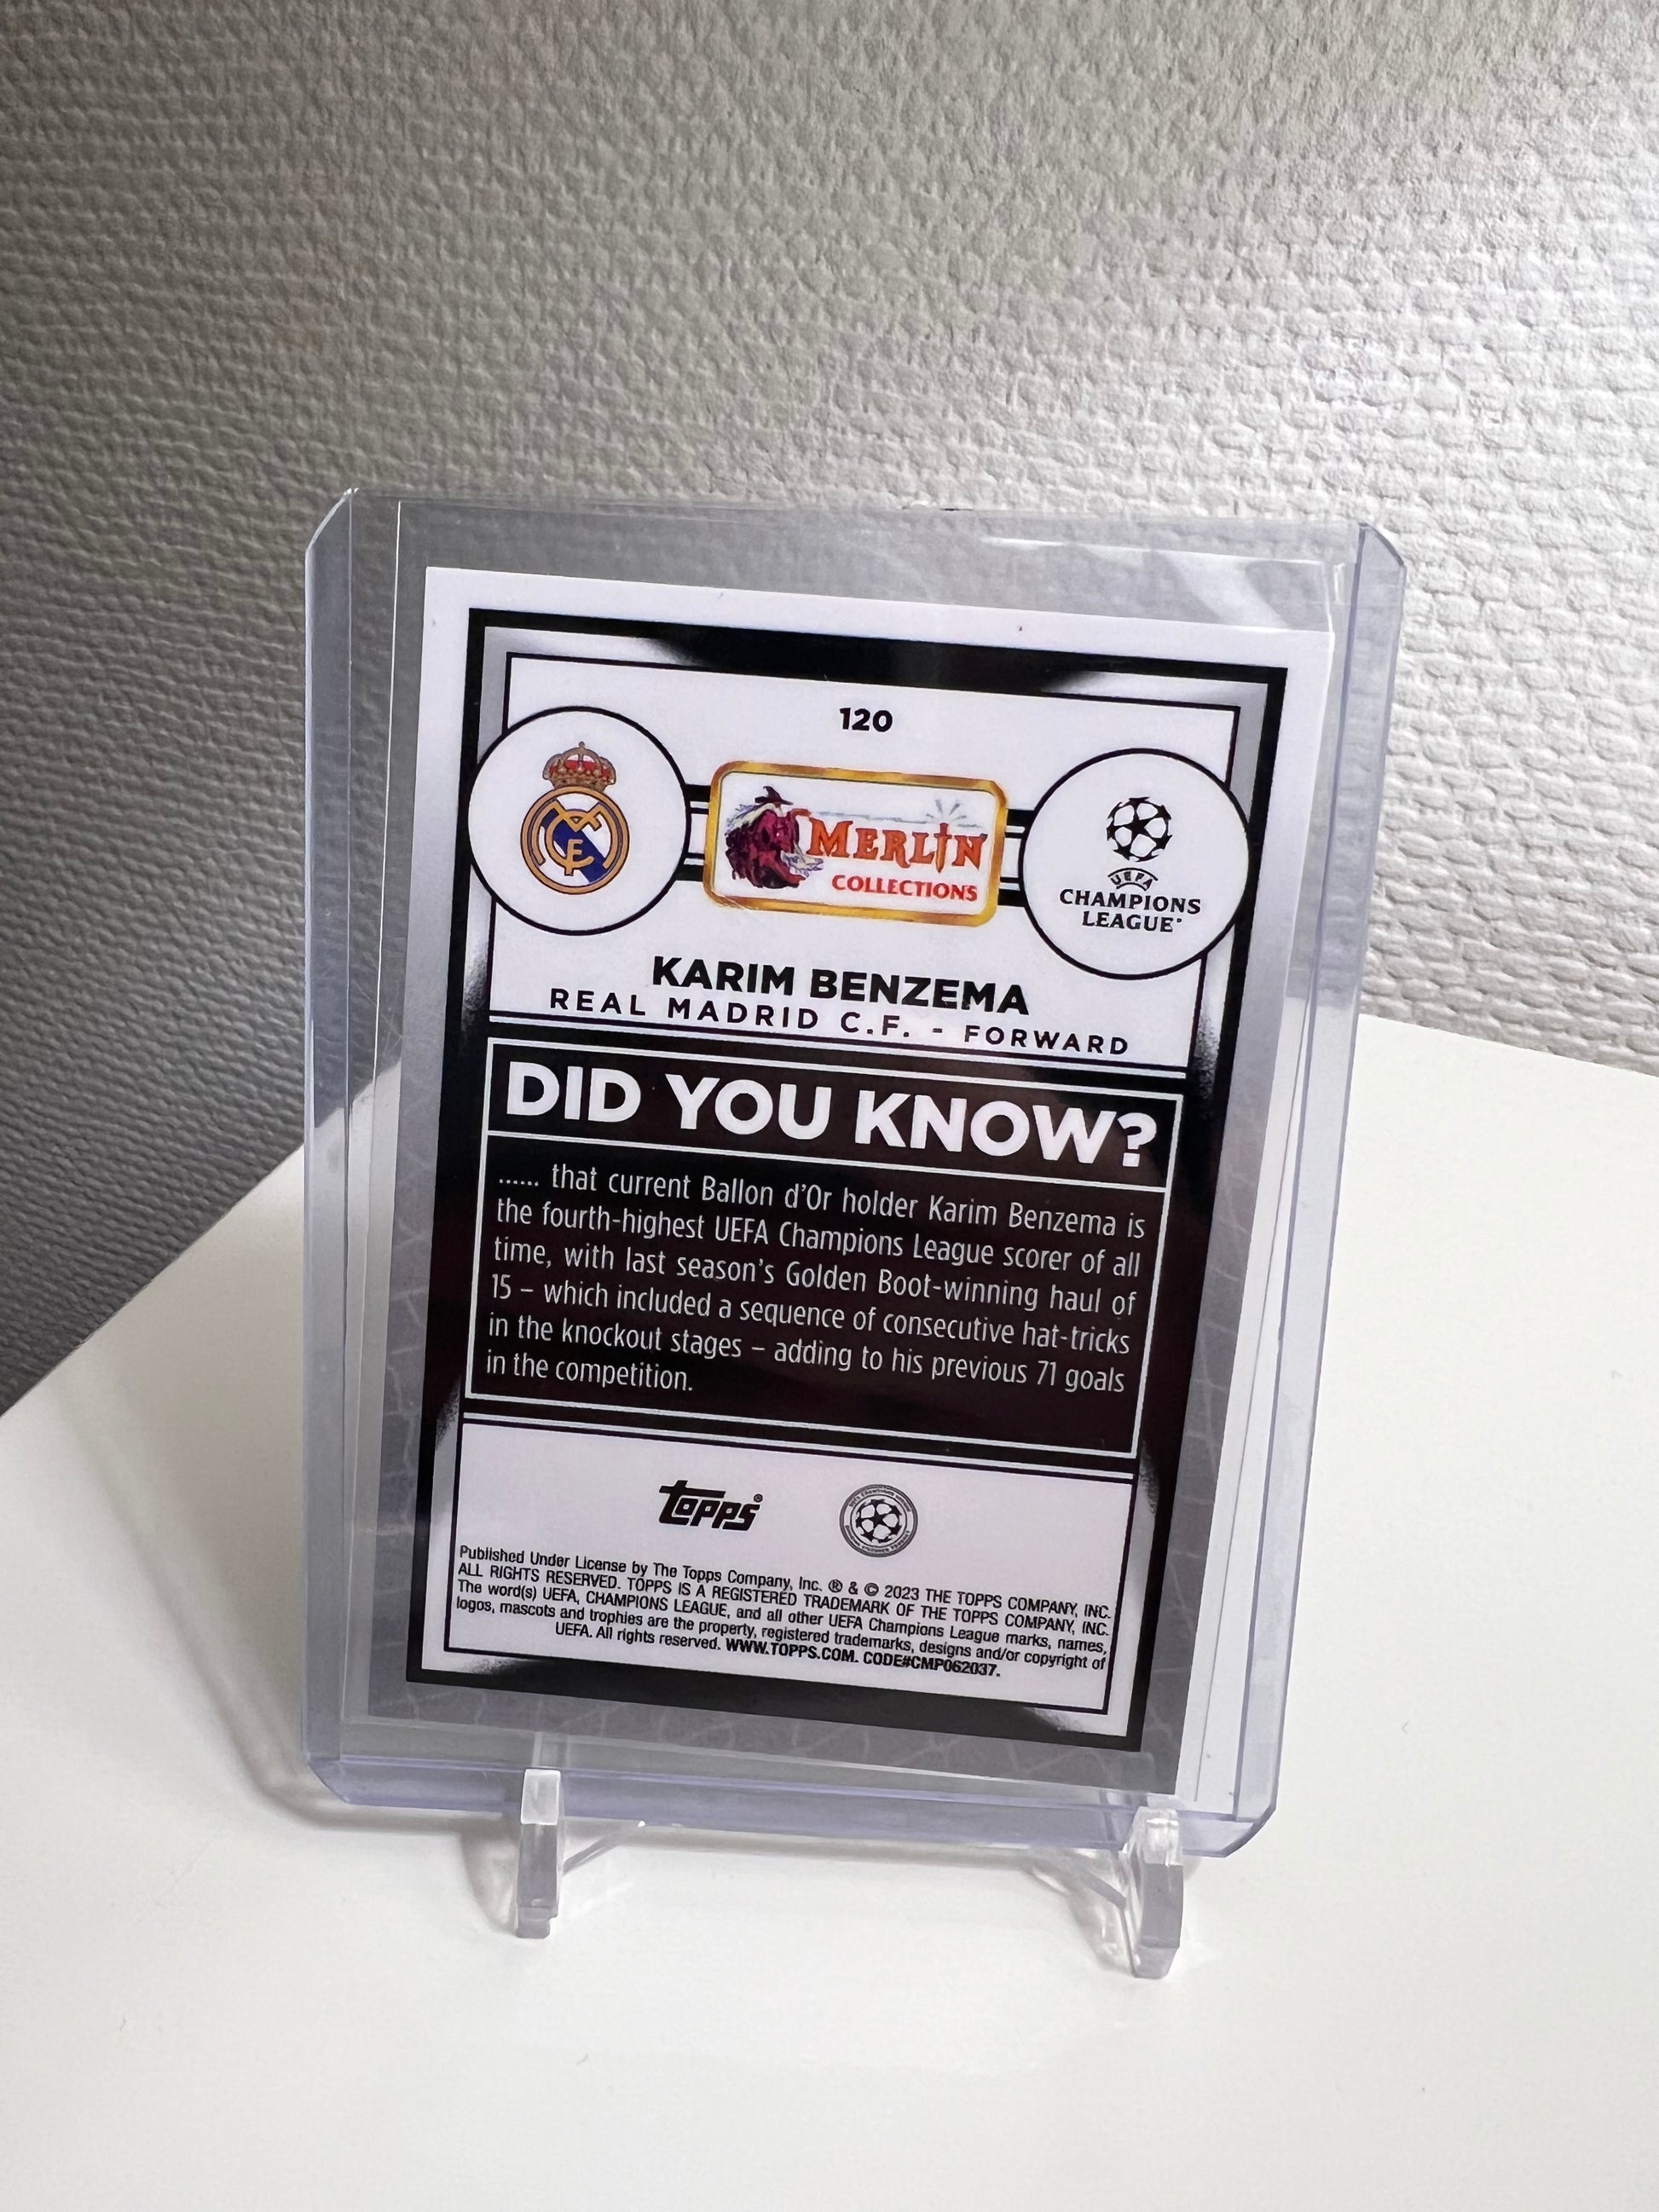 120
MERLIN
COLLECTIONS
UEFA
CHAMPIONS
LEAGUE
KARIM BENZEMA
REAL MADRID C.F. - FORWARD
DID YOU KNOW?
...... that current Ballon d'Or holder Karim Benzema is
the fourth-highest UEFA Champions League scorer of all
time, with last season's Golden Boot-winning haul of
15 – which included a sequence of consecutive hat-tricks
in the knockout stages – adding to his previous 71 goals
in the competition.
topps®
Published Under License by The Topps Company, Inc. ® & © 2023 THE TOPPS COMPANY, INC.
ALL RIGHTS RESERVED. TOPPS IS A REGISTERED TRADEMARK OF THE TOPPS COMPANY, INC.
The word(s) UEFA, CHAMPIONS LEAGUE, and all other UEFA Champions League marks, names,
logos, mascots and trophies are the property, registered trademarks, designs and/or copyright of
UEFA. All rights reserved. WWW.TOPPS.COM. CODE#CMP062037.